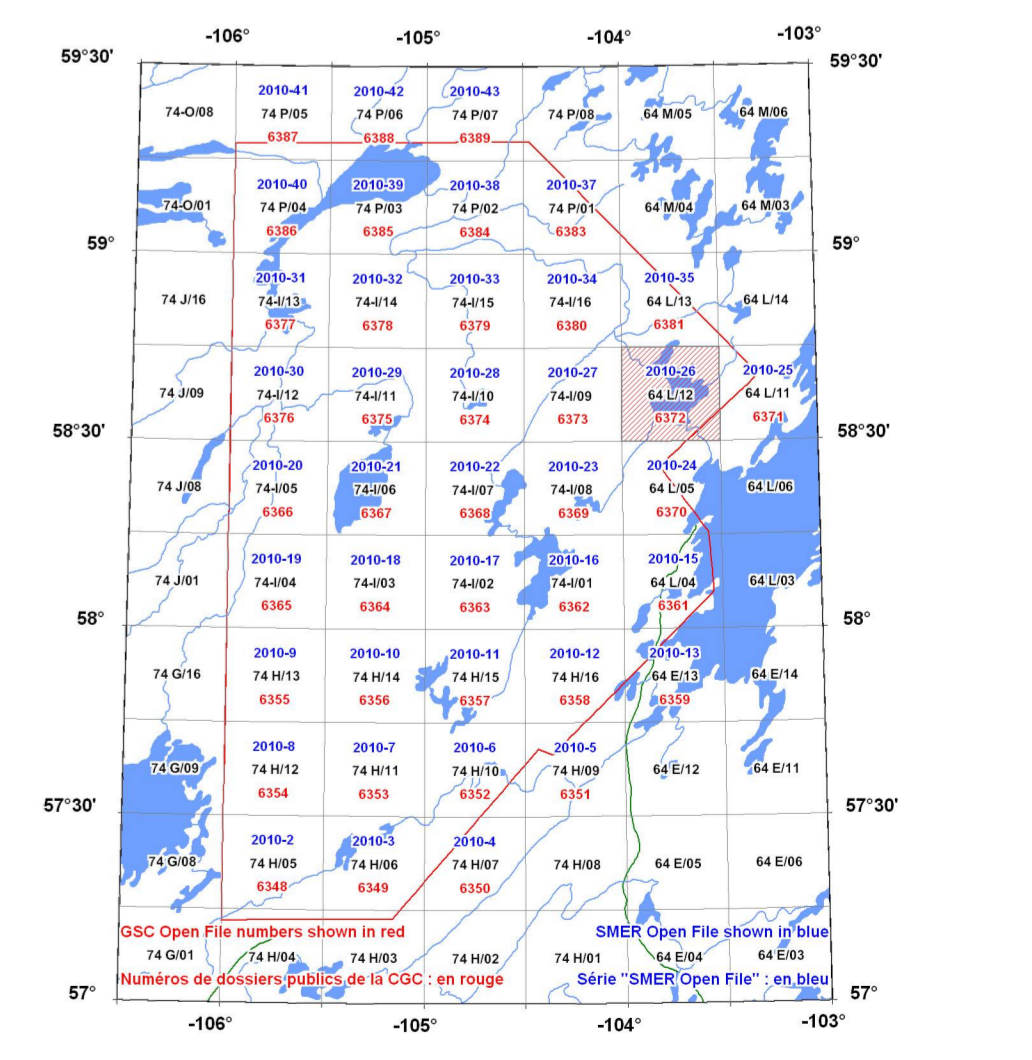 -106° -105° -104° -103°
59°30' 59°30'
2010-41 2010-42 2010-43
74-O/08 74 P/05 74 P/06 74 P/07 74 P/08 64 M/05 64 M/06
6387 6388 6389
2010-40 2010-39 2010-38 2010-37
74-O/01 74 P/04 74 P/03 74 P/02 74 P/01 64 M/04 64 M/03
6386 6385 6384 6383
59° 59°
2010-31 2010-32 2010-33 2010-34 2010-35
74 J/16 74-I/13 74-I/14 74-I/15 74-I/16 64 L/13 64 L/14
6377 6378 6379 6380 6381
2010-30 2010-29 2010-28 2010-27 2010-26 2010-25
74 J/09 74-I/12 74-I/11 74-I/10 74-I/09 64 L/12 64 L/11
6376 6375 6374 6373 6372 6371
58°30' 58°30'
2010-20 2010-21 2010-22 2010-23 2010-24
74 J/08 74-I/05 74-I/06 74-I/07 74-I/08 64 L/05 64 L/06
6366 6367 6368 6369 6370
2010-19 2010-18 2010-17 2010-16 2010-15
74 J/01 74-I/04 74-I/03 74-I/02 74-I/01 64 L/04 64 L/03
6365 6364 6363 6362 6361
58° 58°
2010-9 2010-10 2010-11 2010-12 2010-13
74 G/16 74 H/13 74 H/14 74 H/15 74 H/16 64 E/13 64 E/14
6355 6356 6357 6358 6359
2010-8 2010-7 2010-6 2010-5
74 G/09 74 H/12 74 H/11 74 H/10 74 H/09 64 E/12 64 E/11
6354 6353 6352 6351
57°30' 57°30'
2010-2 2010-3 2010-4
74 G/08 74 H/05 74 H/06 74 H/07 74 H/08 64 E/05 64 E/06
6348 6349 6350
GSC Open File numbers shown in red SMER Open File shown in blue
74 G/01 74 H/04 74 H/03 74 H/02 74 H/01 64 E/04 64 E/03
Numéros de dossiers publics de la CGC : en rouge Série "SMER Open File" : en bleu
57° 57°
-106° -105° -104° -103°